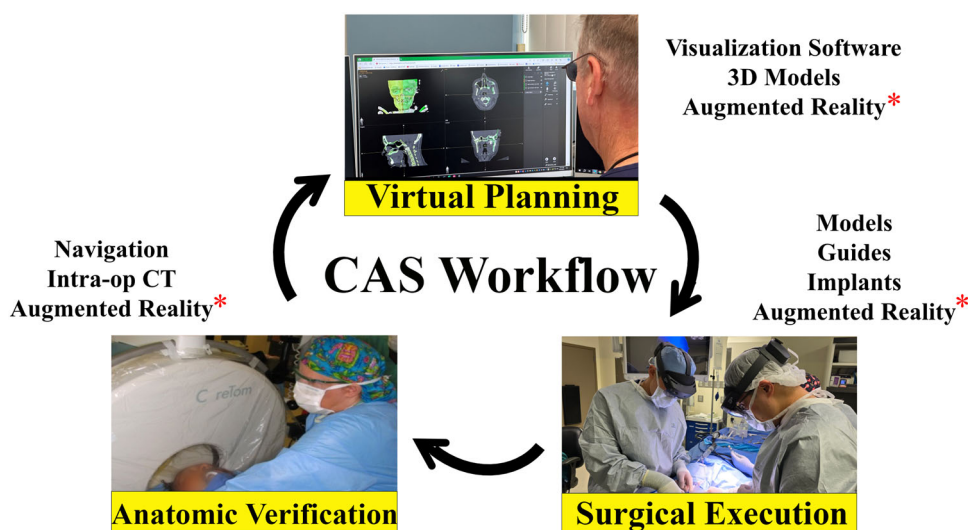 Visualization Software
3D Models
Augmented Reality*
Virtual Planning
Navigation
Intra-op CT
Augmented Reality*
CAS Workflow
Models
Guides
Implants
Augmented Reality*
Anatomic Verification
Surgical Execution